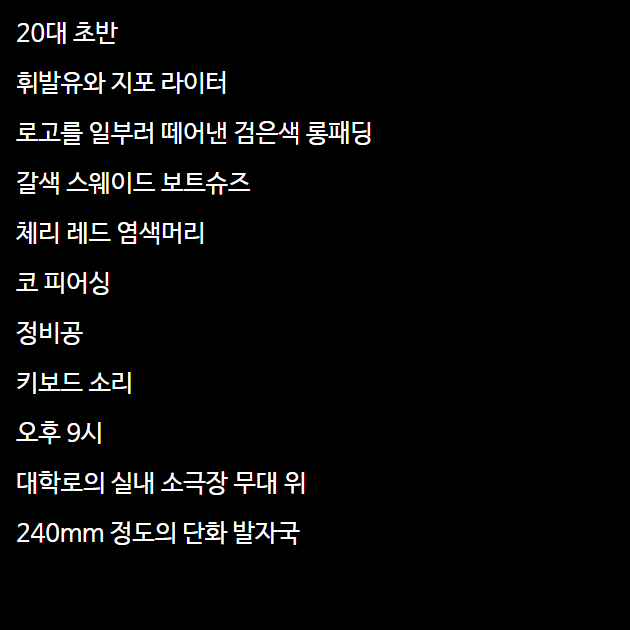 20대 초반
휘발유와 지포 라이터
로고를 일부러 떼어낸 검은색 롱패딩
갈색 스웨이드 보트슈즈
체리 레드 염색머리
코 피어싱
정비공
키보드 소리
오후 9시
대학로의 실내 소극장 무대 위
240mm 정도의 단화 발자국